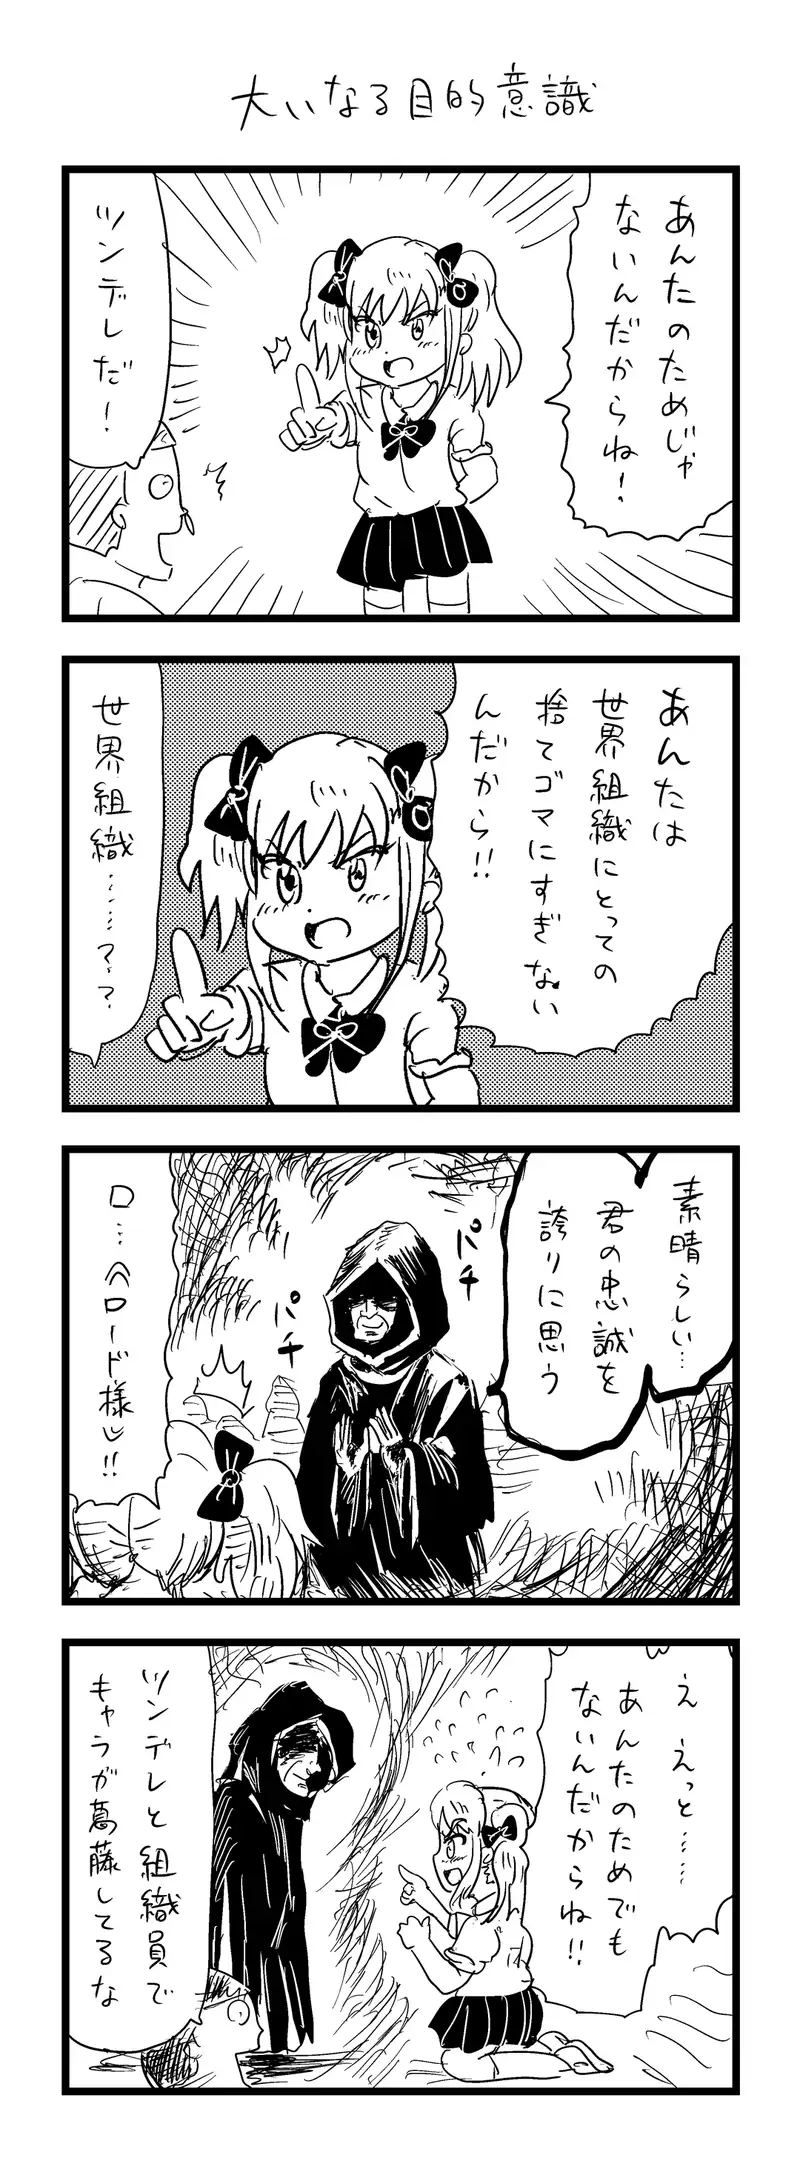 大いなる目的意識
あんたのためじゃ
ないんだからね!
ツンデレだ!
あんたは
世界組織にとっての
捨てゴマにすぎない
んだから!!
世界組織……??
素晴らしい…
君の忠誠を
誇りに思う
パチ
パチ
ロ…ヘロード様♡!!
え えっと……
あんたのためでも
ないんだからね!!
ツンデレと組織員で
キャラが葛藤してるな